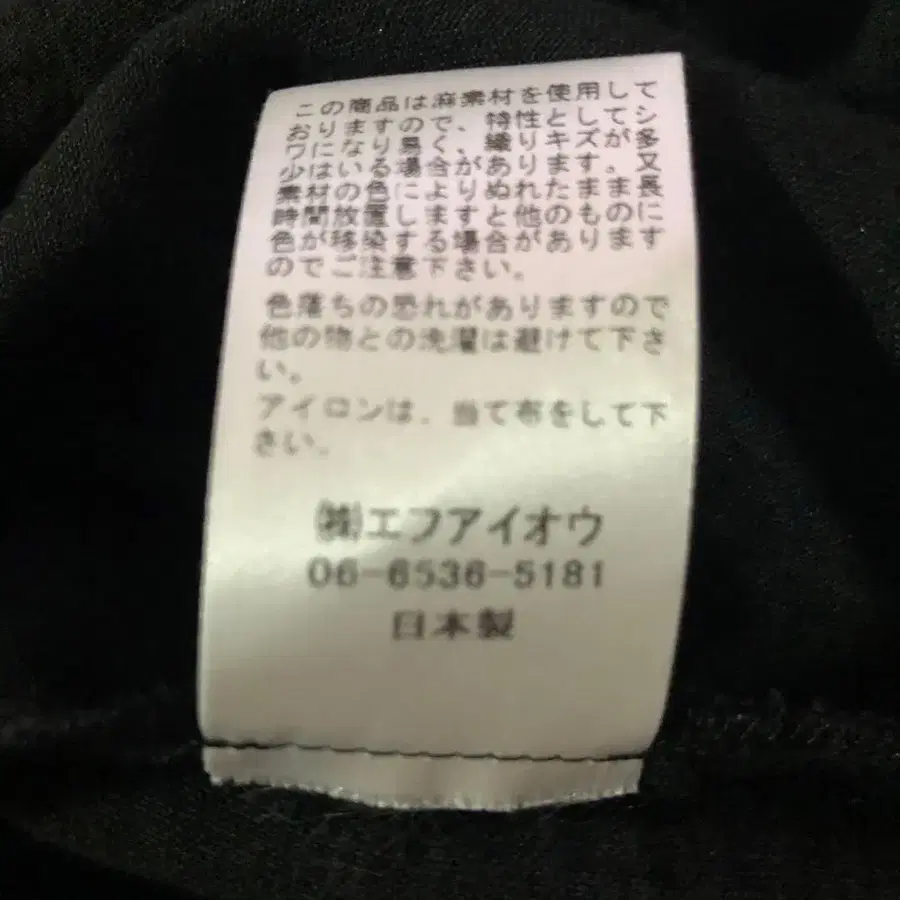 この商品は麻素材を使用して
おりますので、特性としてシ
ワになり易く、織りキズが多
少はいる場合があります。又
素材の色によりぬれたまま長
時間放置しますと他のものに
色が移染する場合があります
のでご注意下さい。
色落ちの恐れがありますので
他の物との洗濯は避けて下さ
い。
アイロンは、当て布をして下
さい。
㈱エフアイオウ
06-6536-5181
日本製